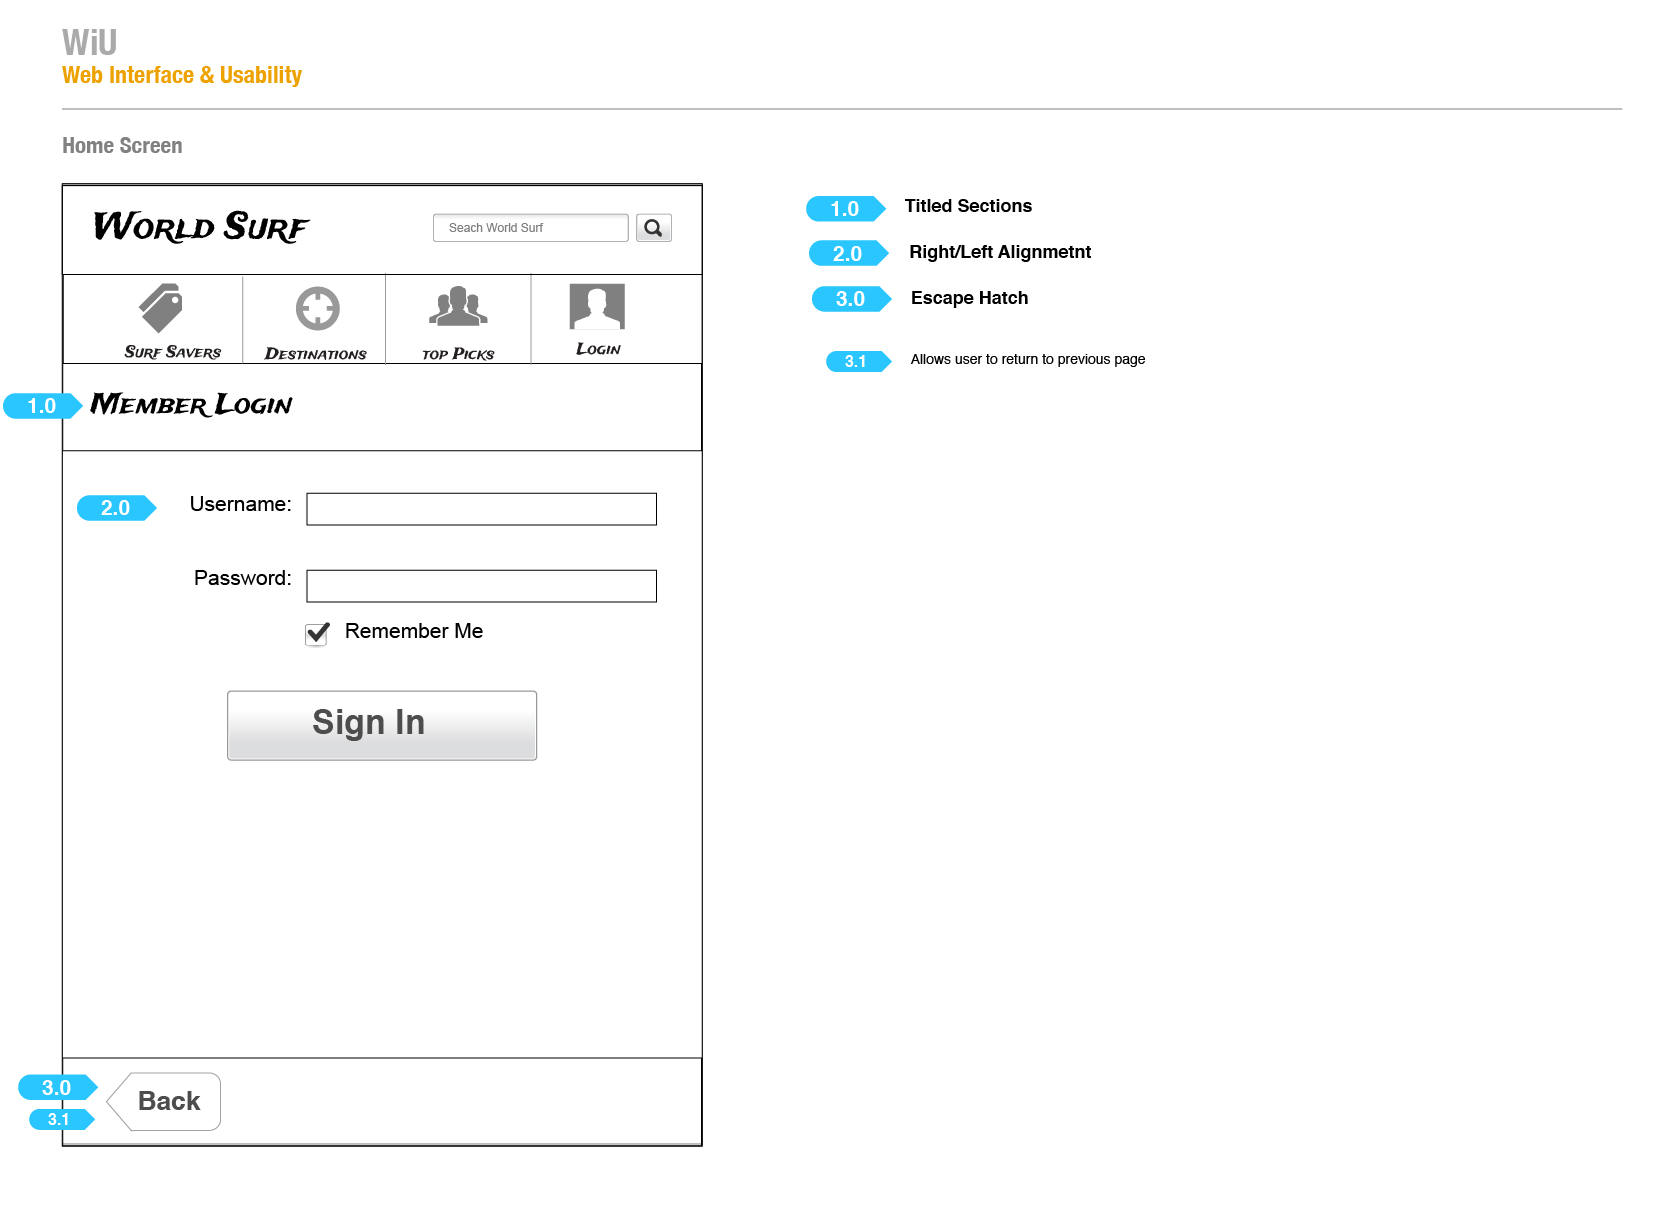 WiU
Web Interface & Usability
Home Screen
World Surf
Seach World Surf
Surf Savers
Destinations
top Picks
Login
1.0
Member Login
2.0
Username:
Password:
Remember Me
Sign In
3.0
3.1
Back
1.0 Titled Sections
2.0 Right/Left Alignmetnt
3.0 Escape Hatch
3.1 Allows user to return to previous page